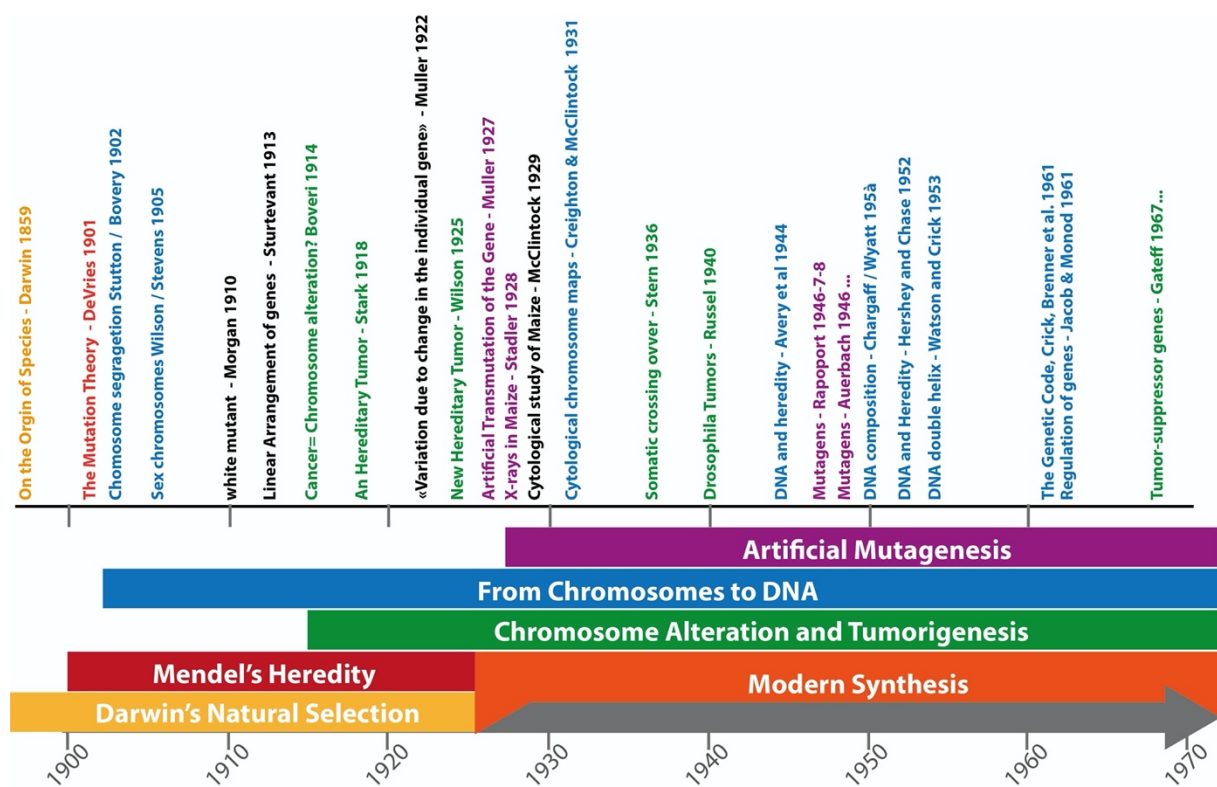 On the Orgin of Species - Darwin 1859
The Mutation Theory - DeVries 1901
Chomosome segragetion Stutton / Bovery 1902
Sex chromosomes Wilson / Stevens 1905
white mutant - Morgan 1910
Linear Arrangement of genes - Sturtevant 1913
Cancer= Chromosome alteration? Boveri 1914
An Hereditary Tumor - Stark 1918
«Variation due to change in the individual gene» - Muller 1922
New Hereditary Tumor - Wilson 1925
Artificial Transmutation of the Gene - Muller 1927
X-rays in Maize - Stadler 1928
Cytological study of Maize - McClintock 1929
Cytological chromosome maps - Creighton & McClintock 1931
Somatic crossing ovver - Stern 1936
Drosophila Tumors - Russel 1940
DNA and heredity - Avery et al 1944
Mutagens - Rapoport 1946-7-8
Mutagens - Auerbach 1946 ...
DNA composition - Chargaff / Wyatt 195à
DNA and Heredity - Hershey and Chase 1952
DNA double helix - Watson and Crick 1953
The Genetic Code, Crick, Brenner et al. 1961
Regulation of genes - Jacob & Monod 1961
Tumor-suppressor genes - Gateff 1967...
Artificial Mutagenesis
From Chromosomes to DNA
Chromosome Alteration and Tumorigenesis
Mendel's Heredity
Modern Synthesis
Darwin's Natural Selection
1900
1910
1920
1930
1940
1950
1960
1970